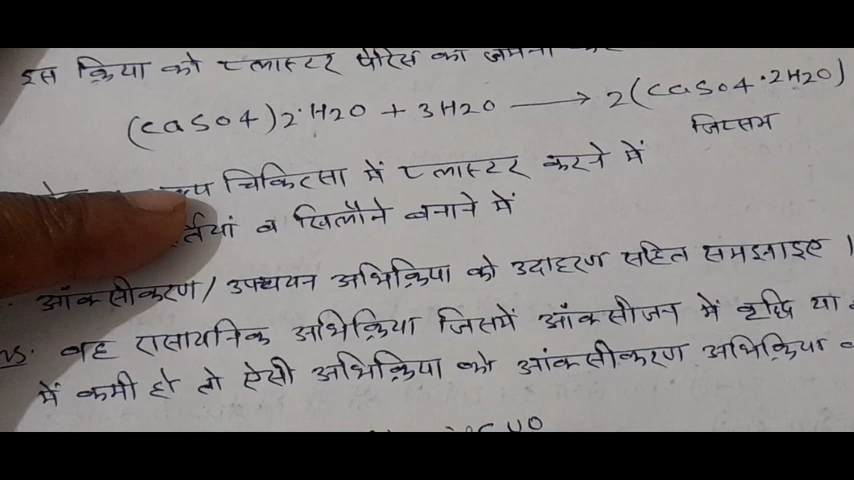 इस क्रिया को प्लास्टर पेरिस का जमना
(CaSO4)2·H2O + 3H2O ⟶ 2(CaSO4·2H2O)
जिप्सम
चिकित्सा में प्लास्टर करने में
व खिलौने बनाने में
ऑक्सीकरण/उपचयन अभिक्रिया को उदाहरण सहित समझाइए।
ns. वह रासायनिक अभिक्रिया जिसमें ऑक्सीजन में वृद्धि या
में कमी हो तो ऐसी अभिक्रिया को ऑक्सीकरण अभिक्रिया